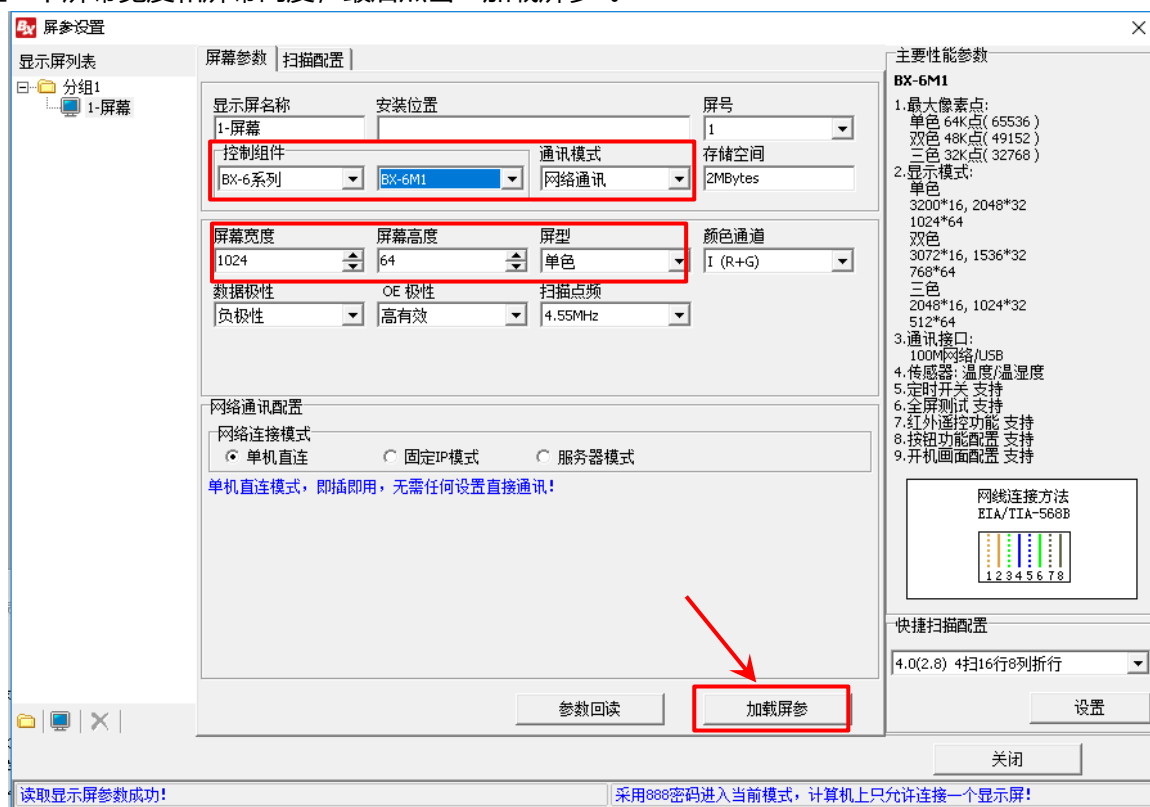 屏参设置
显示屏列表
分组1
1-屏幕
屏幕参数 扫描配置
显示屏名称 安装位置 屏号
1-屏幕 1
控制组件 通讯模式 存储空间
BX-6系列 BX-6M1 网络通讯 2MBytes
屏幕宽度 屏幕高度 屏型 颜色通道
1024 64 单色 I (R+G)
数据极性 OE 极性 扫描点频
负极性 高有效 4.55MHz
网络通讯配置
网络连接模式
单机直连 固定IP模式 服务器模式
单机直连模式，即插即用，无需任何设置直接通讯!
参数回读 加载屏参
主要性能参数
BX-6M1
1.最大像素点:
单色 64K点( 65536 )
双色 48K点( 49152 )
三色 32K点( 32768 )
2.显示模式:
单色
3200*16, 2048*32
1024*64
双色
3072*16, 1536*32
768*64
三色
2048*16, 1024*32
512*64
3.通讯接口:
100M网络/USB
4.传感器: 温度/温湿度
5.定时开关 支持
6.全屏测试 支持
7.红外遥控功能 支持
8.按钮功能配置 支持
9.开机画面配置 支持
网线连接方法
EIA/TIA-568B
1 2 3 4 5 6 7 8
快捷扫描配置
4.0(2.8) 4扫16行8列折行
设置
关闭
读取显示屏参数成功! 采用888密码进入当前模式，计算机上只允许连接一个显示屏!